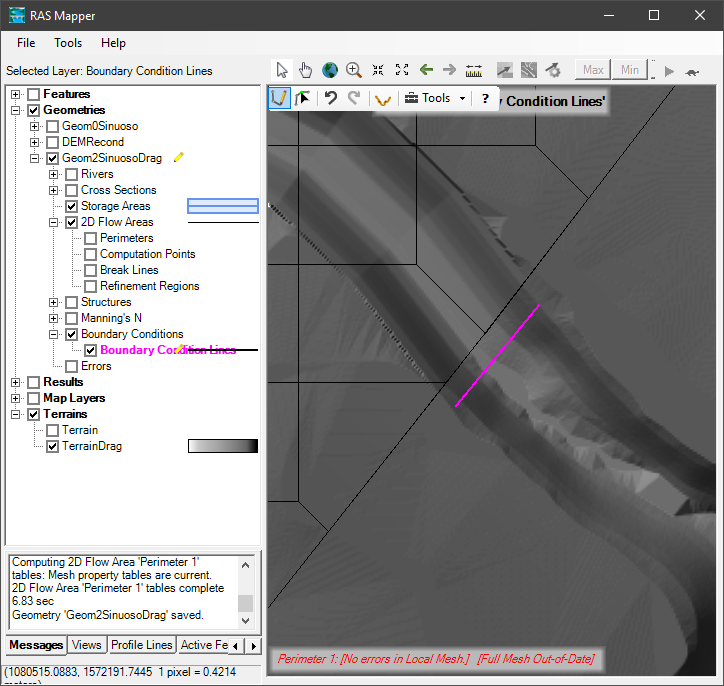 RAS Mapper
File Tools Help
Selected Layer: Boundary Condition Lines
Max Min
Tools ? y Condition Lines'
Features
Geometries
Geom0Sinuoso
DEMRecond
Geom2SinuosoDrag
Rivers
Cross Sections
Storage Areas
2D Flow Areas
Perimeters
Computation Points
Break Lines
Refinement Regions
Structures
Manning's N
Boundary Conditions
Boundary Condition Lines
Errors
Results
Map Layers
Terrains
Terrain
TerrainDrag
Computing 2D Flow Area 'Perimeter 1'
tables: Mesh property tables are current.
2D Flow Area 'Perimeter 1' tables complete
6.83 sec
Geometry 'Geom2SinuosoDrag' saved.
Messages Views Profile Lines Active Fe
Perimeter 1: [No errors in Local Mesh.] [Full Mesh Out-of-Date]
(1080515.0883, 1572191.7445 1 pixel = 0.4214